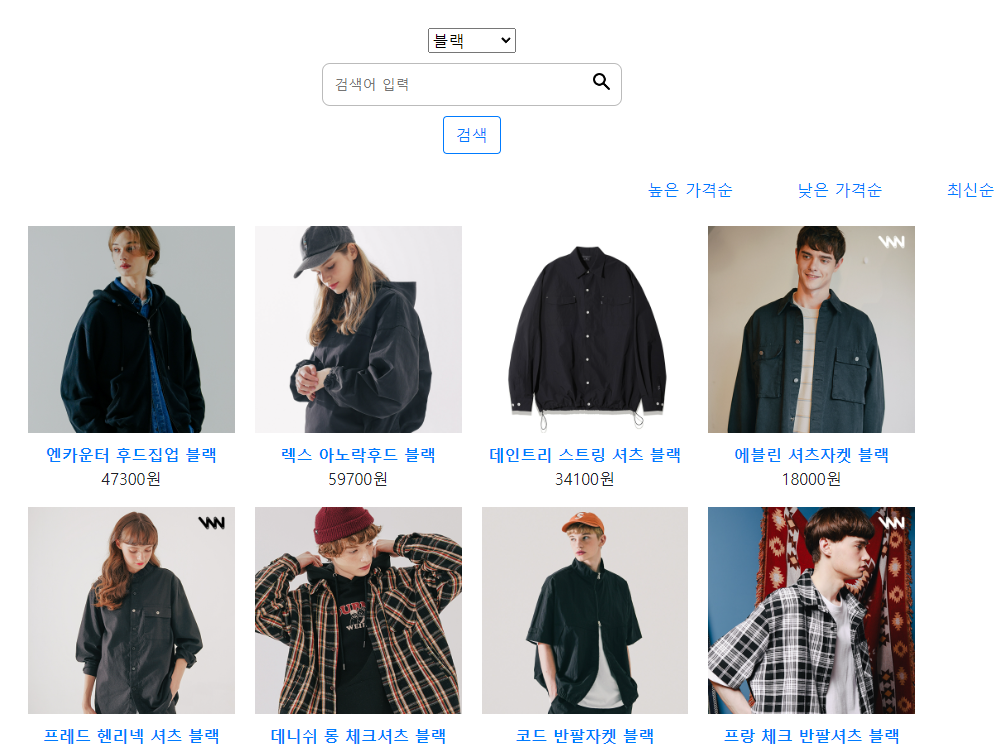 블랙
검색어 입력
검색
높은 가격순 낮은 가격순 최신순
엔카운터 후드집업 블랙 렉스 아노락후드 블랙 데인트리 스트링 셔츠 블랙 에블린 셔츠자켓 블랙
47300원 59700원 34100원 18000원
프레드 헨리넥 셔츠 블랙 데니쉬 롱 체크셔츠 블랙 코드 반팔자켓 블랙 프랑 체크 반팔셔츠 블랙